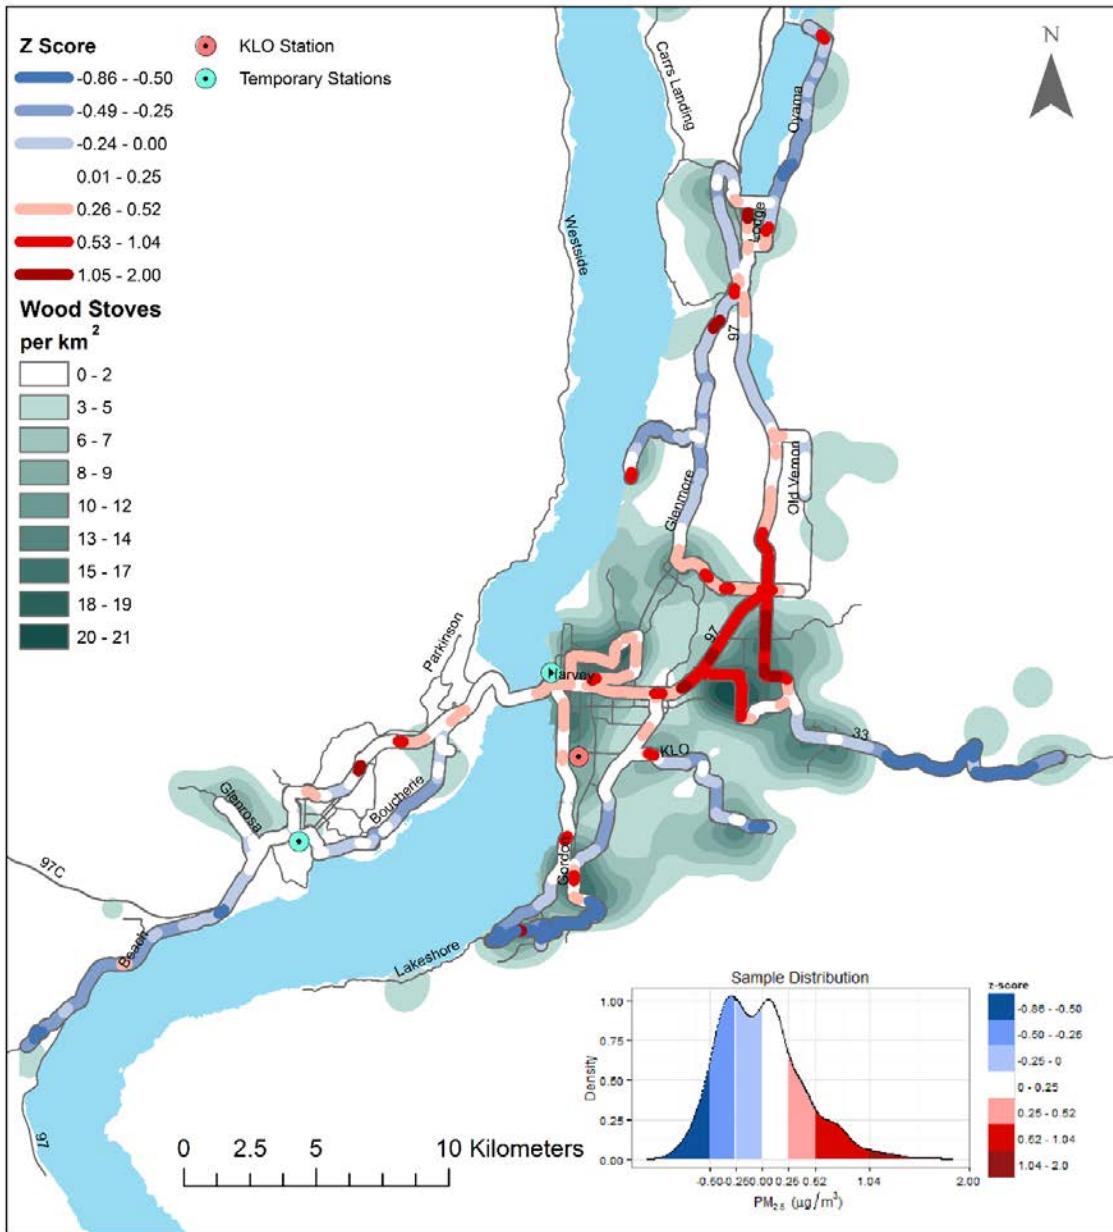 Z Score
-0.86 - -0.50
-0.49 - -0.25
-0.24 - 0.00
0.01 - 0.25
0.26 - 0.52
0.53 - 1.04
1.05 - 2.00
KLO Station
Temporary Stations
Wood Stoves
per km²
0 - 2
3 - 5
6 - 7
8 - 9
10 - 12
13 - 14
15 - 17
18 - 19
20 - 21
N
Carrs Landing
Oyama
Westside
Lodge
97
Glenmore
Old Vernon
Parkinson
97
Harvey
KLO
33
Glenrosa
Boucherie
Gordon
97C
Beach
Lakeshore
97
0 2.5 5 10 Kilometers
Sample Distribution
Density
1.00
0.75
0.50
0.25
0.00
-0.50 -0.25 0.00 0.25 0.52 1.04 2.00
PM2.5 (µg/m³)
z-score
-0.86 - -0.50
-0.50 - -0.25
-0.25 - 0
0 - 0.25
0.25 - 0.52
0.52 - 1.04
1.04 - 2.0